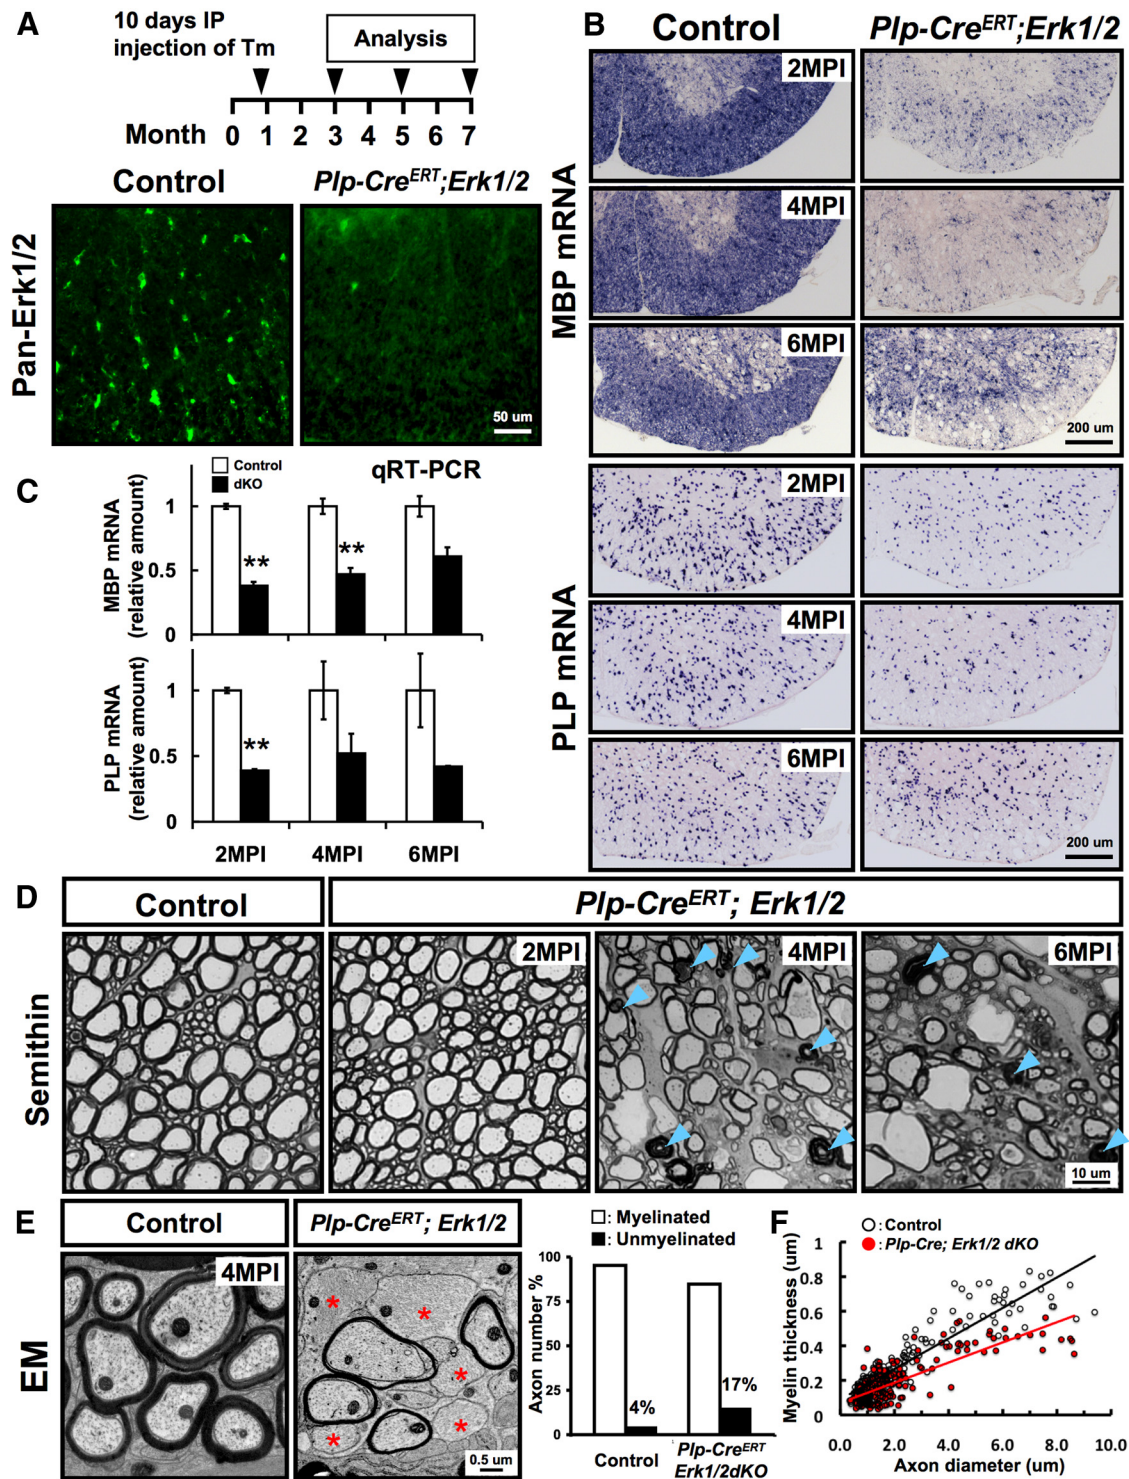 A
10 days IP
injection of Tm
Analysis
Month
0 1 2 3 4 5 6 7
Control
Plp-CreERT;Erk1/2
Pan-Erk1/2
50 um
B
Control
Plp-CreERT;Erk1/2
MBP mRNA
2MPI
4MPI
6MPI
200 um
PLP mRNA
2MPI
4MPI
6MPI
200 um
C
Control
dKO
qRT-PCR
MBP mRNA
(relative amount)
1
0.5
0
**
**
PLP mRNA
(relative amount)
1
0.5
0
**
2MPI 4MPI 6MPI
D
Control
Plp-CreERT; Erk1/2
Semithin
2MPI
4MPI
6MPI
10 um
E
Control
Plp-CreERT; Erk1/2
EM
4MPI
* * * * *
0.5 um
: Myelinated
: Unmyelinated
Axon number %
100
75
50
25
0
4%
17%
Control
Plp-CreERT
Erk1/2dKO
F
: Control
: Plp-Cre; Erk1/2 dKO
Myelin thickness (um)
1
0.8
0.6
0.4
0.2
0
0.0 2.0 4.0 6.0 8.0 10.0
Axon diameter (um)